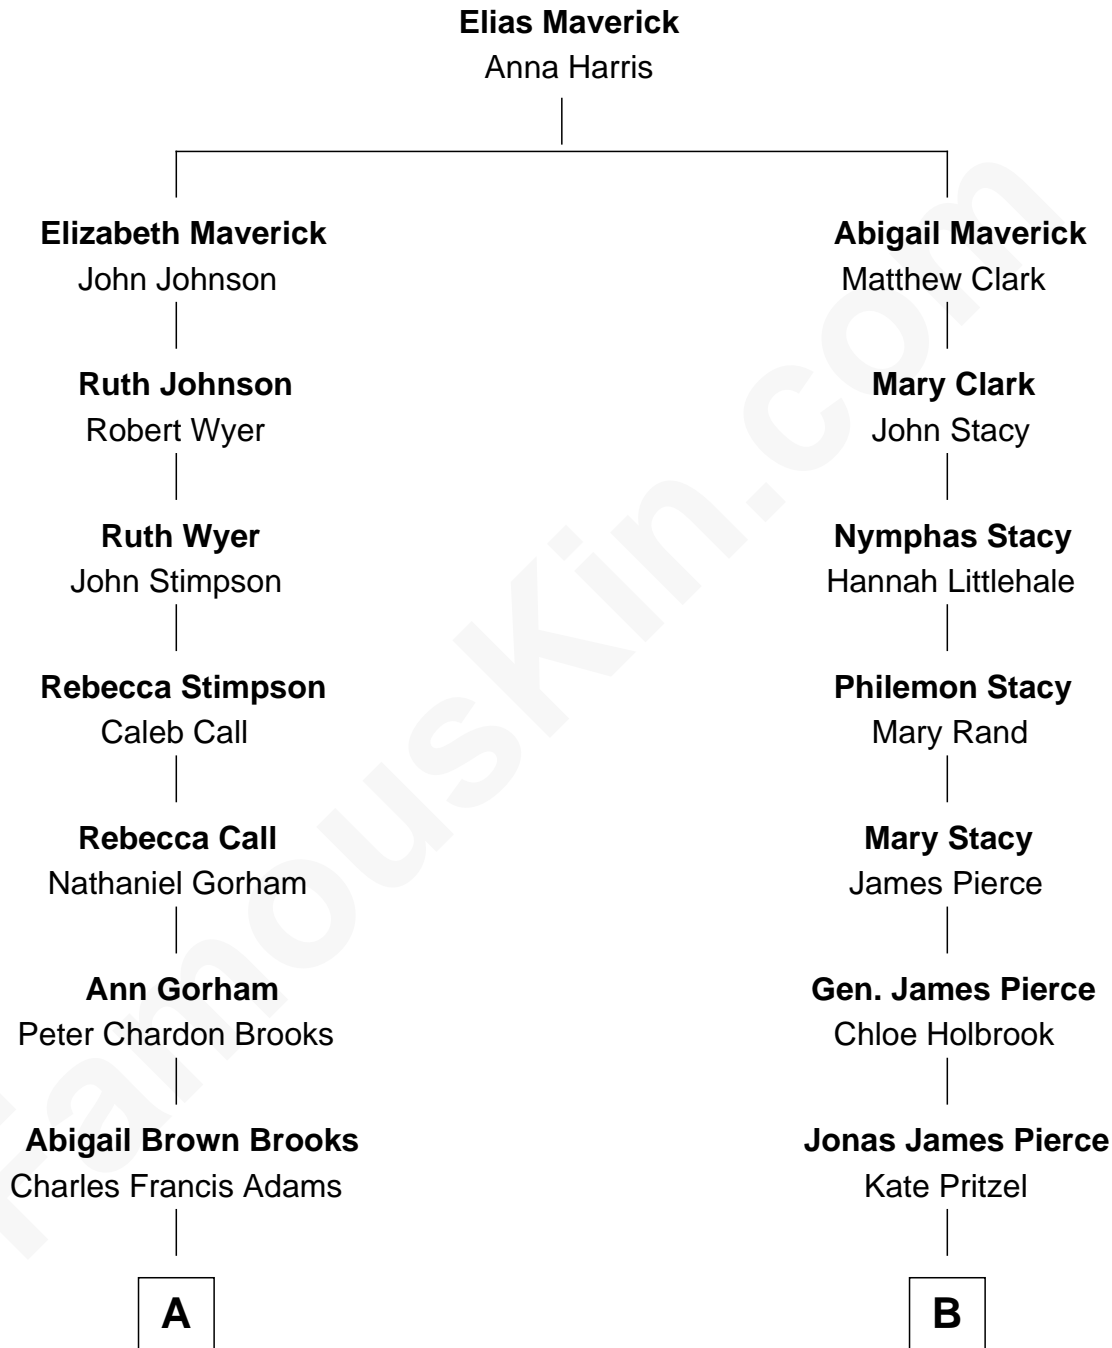 Elias Maverick
Anna Harris
Elizabeth Maverick
John Johnson
Ruth Johnson
Robert Wyer
Ruth Wyer
John Stimpson
Rebecca Stimpson
Caleb Call
Rebecca Call
Nathaniel Gorham
Ann Gorham
Peter Chardon Brooks
Abigail Brown Brooks
Charles Francis Adams
A
Abigail Maverick
Matthew Clark
Mary Clark
John Stacy
Nymphas Stacy
Hannah Littlehale
Philemon Stacy
Mary Rand
Mary Stacy
James Pierce
Gen. James Pierce
Chloe Holbrook
Jonas James Pierce
Kate Pritzel
B
FamousKin.com